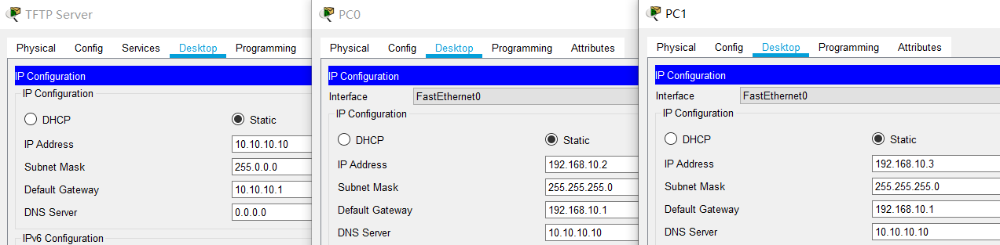 TFTP Server
Physical Config Services Desktop Programming
IP Configuration
IP Configuration
DHCP Static
IP Address 10.10.10.10
Subnet Mask 255.0.0.0
Default Gateway 10.10.10.1
DNS Server 0.0.0.0
IPv6 Configuration
PC0
Physical Config Desktop Programming Attributes
IP Configuration
Interface FastEthernet0
IP Configuration
DHCP Static
IP Address 192.168.10.2
Subnet Mask 255.255.255.0
Default Gateway 192.168.10.1
DNS Server 10.10.10.10
PC1
Physical Config Desktop Programming Attributes
IP Configuration
Interface FastEthernet0
IP Configuration
DHCP Static
IP Address 192.168.10.3
Subnet Mask 255.255.255.0
Default Gateway 192.168.10.1
DNS Server 10.10.10.10